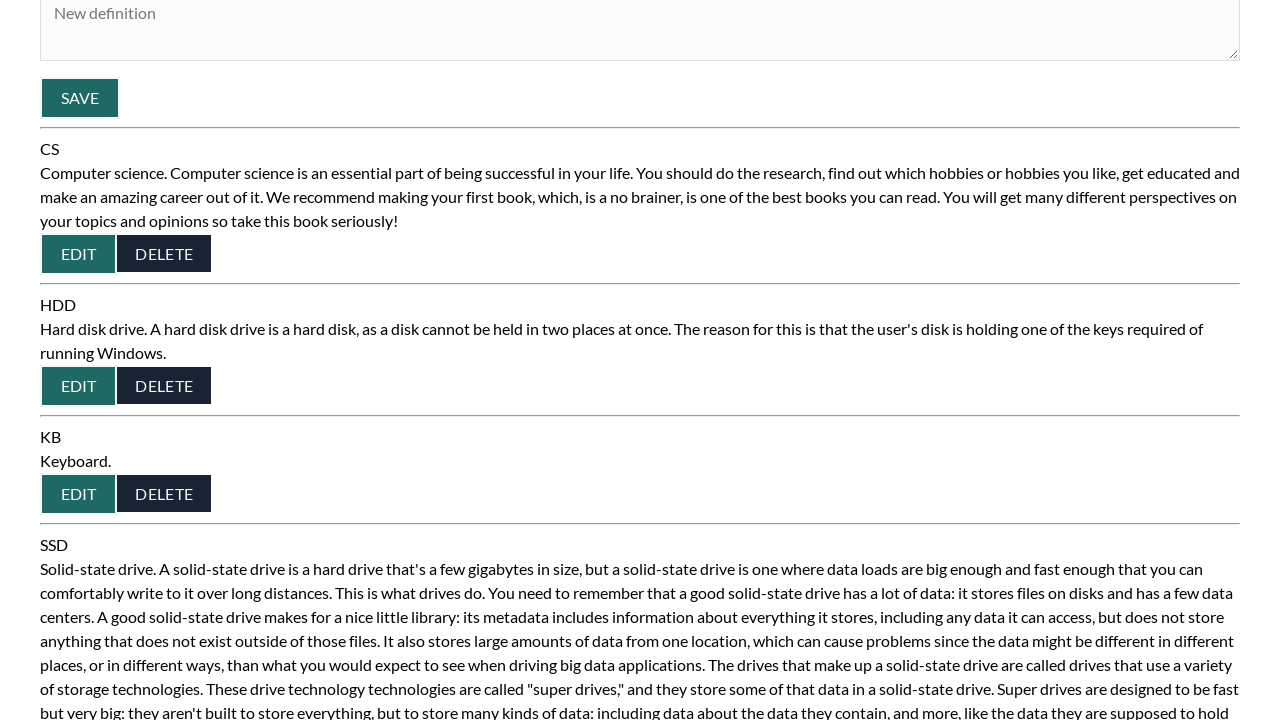 New definition
SAVE
CS
Computer science. Computer science is an essential part of being successful in your life. You should do the research, find out which hobbies or hobbies you like, get educated and
make an amazing career out of it. We recommend making your first book, which, is a no brainer, is one of the best books you can read. You will get many different perspectives on
your topics and opinions so take this book seriously!
EDIT DELETE
HDD
Hard disk drive. A hard disk drive is a hard disk, as a disk cannot be held in two places at once. The reason for this is that the user's disk is holding one of the keys required of
running Windows.
EDIT DELETE
KB
Keyboard.
EDIT DELETE
SSD
Solid-state drive. A solid-state drive is a hard drive that's a few gigabytes in size, but a solid-state drive is one where data loads are big enough and fast enough that you can
comfortably write to it over long distances. This is what drives do. You need to remember that a good solid-state drive has a lot of data: it stores files on disks and has a few data
centers. A good solid-state drive makes for a nice little library: its metadata includes information about everything it stores, including any data it can access, but does not store
anything that does not exist outside of those files. It also stores large amounts of data from one location, which can cause problems since the data might be different in different
places, or in different ways, than what you would expect to see when driving big data applications. The drives that make up a solid-state drive are called drives that use a variety
of storage technologies. These drive technology technologies are called "super drives," and they store some of that data in a solid-state drive. Super drives are designed to be fast
but very big: they aren't built to store everything, but to store many kinds of data: including data about the data they contain, and more, like the data they are supposed to hold